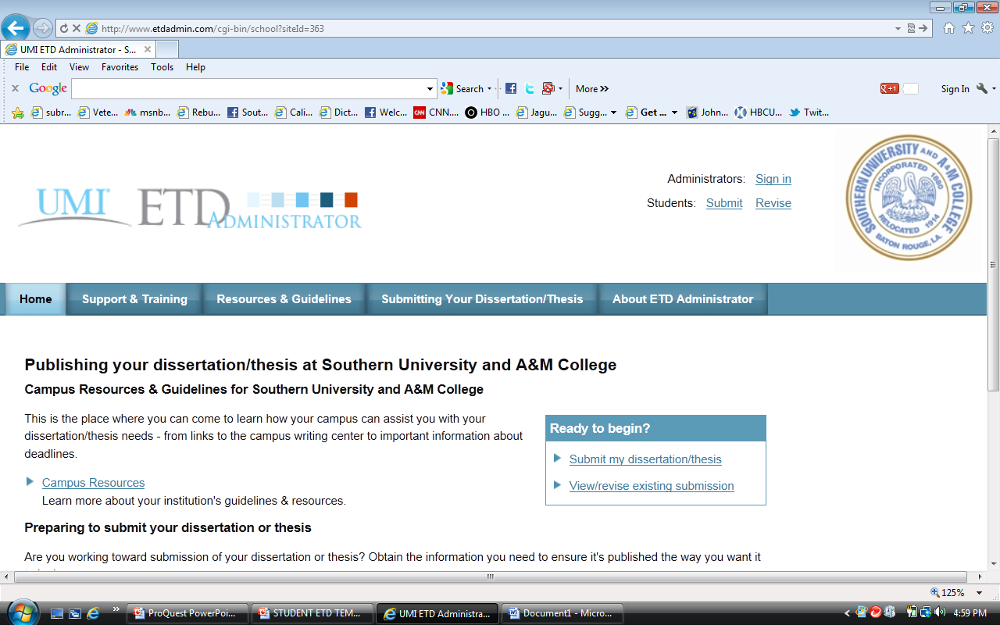 http://www.etdadmin.com/cgi-bin/school?siteId=363
UMI ETD Administrator - S...
File Edit View Favorites Tools Help
Google Search More »» +1 Sign In
subr... Vete... msnb... Rebu... Sout... Cali... Dict... Welc... CNN CNN.... HBO ... Jagu... Sugg... Get ... John... HBCU... Twit...
SOUTHERN UNIVERSITY AND A&M COLLEGE
INCORPORATED 1880
RELOCATED 1914
BATON ROUGE, LA.
Administrators: Sign in
Students: Submit Revise
UMI® ETD ADMINISTRATOR
Home Support & Training Resources & Guidelines Submitting Your Dissertation/Thesis About ETD Administrator
Publishing your dissertation/thesis at Southern University and A&M College
Campus Resources & Guidelines for Southern University and A&M College
This is the place where you can come to learn how your campus can assist you with your
dissertation/thesis needs - from links to the campus writing center to important information about
deadlines.
Campus Resources
Learn more about your institution's guidelines & resources.
Ready to begin?
Submit my dissertation/thesis
View/revise existing submission
Preparing to submit your dissertation or thesis
Are you working toward submission of your dissertation or thesis? Obtain the information you need to ensure it's published the way you want it
125%
ProQuest PowerPoi... STUDENT ETD TEM... UMI ETD Administra... Document1 - Micro... 4:59 PM